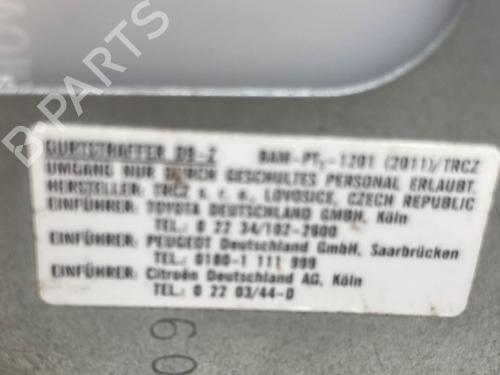 B-PARTS
GURTSTRAFFER DB-Z BAM-PT₁-1201 (2011)/TRCZ
UMGANG NUR DURCH GESCHULTES PERSONAL ERLAUBT.
HERSTELLER: TRCZ s. r. o., LOVOSICE, CZECH REPUBLIC
EINFÜHRER: TOYOTA DEUTSCHLAND GMBH, Köln
TEL.: 0 22 34/102-2600
EINFÜHRER: PEUGEOT Deutschland GmbH, Saarbrücken
TEL.: 0180-1 111 999
EINFÜHRER: Citroën Deutschland AG, Köln
TEL.: 0 22 03/44-0
09